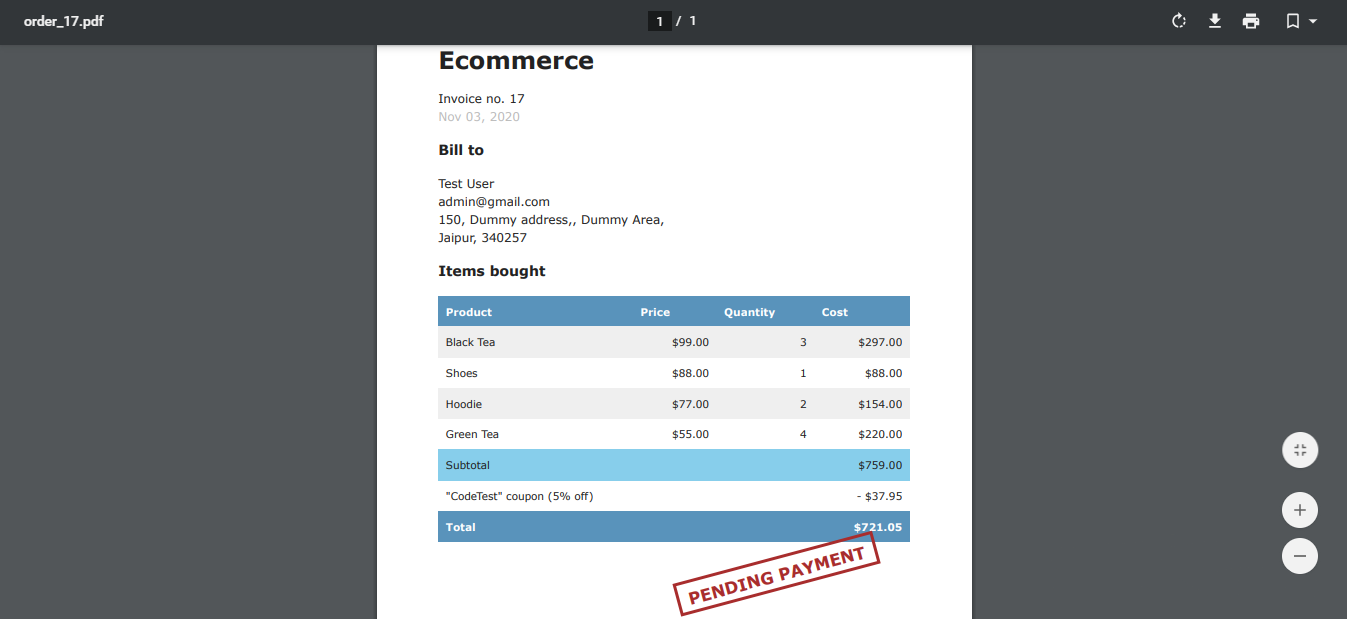 order_17.pdf
1 / 1
Ecommerce
Invoice no. 17
Nov 03, 2020
Bill to
Test User
admin@gmail.com
150, Dummy address,, Dummy Area,
Jaipur, 340257
Items bought
Product Price Quantity Cost
Black Tea $99.00 3 $297.00
Shoes $88.00 1 $88.00
Hoodie $77.00 2 $154.00
Green Tea $55.00 4 $220.00
Subtotal $759.00
"CodeTest" coupon (5% off) - $37.95
Total $721.05
PENDING PAYMENT